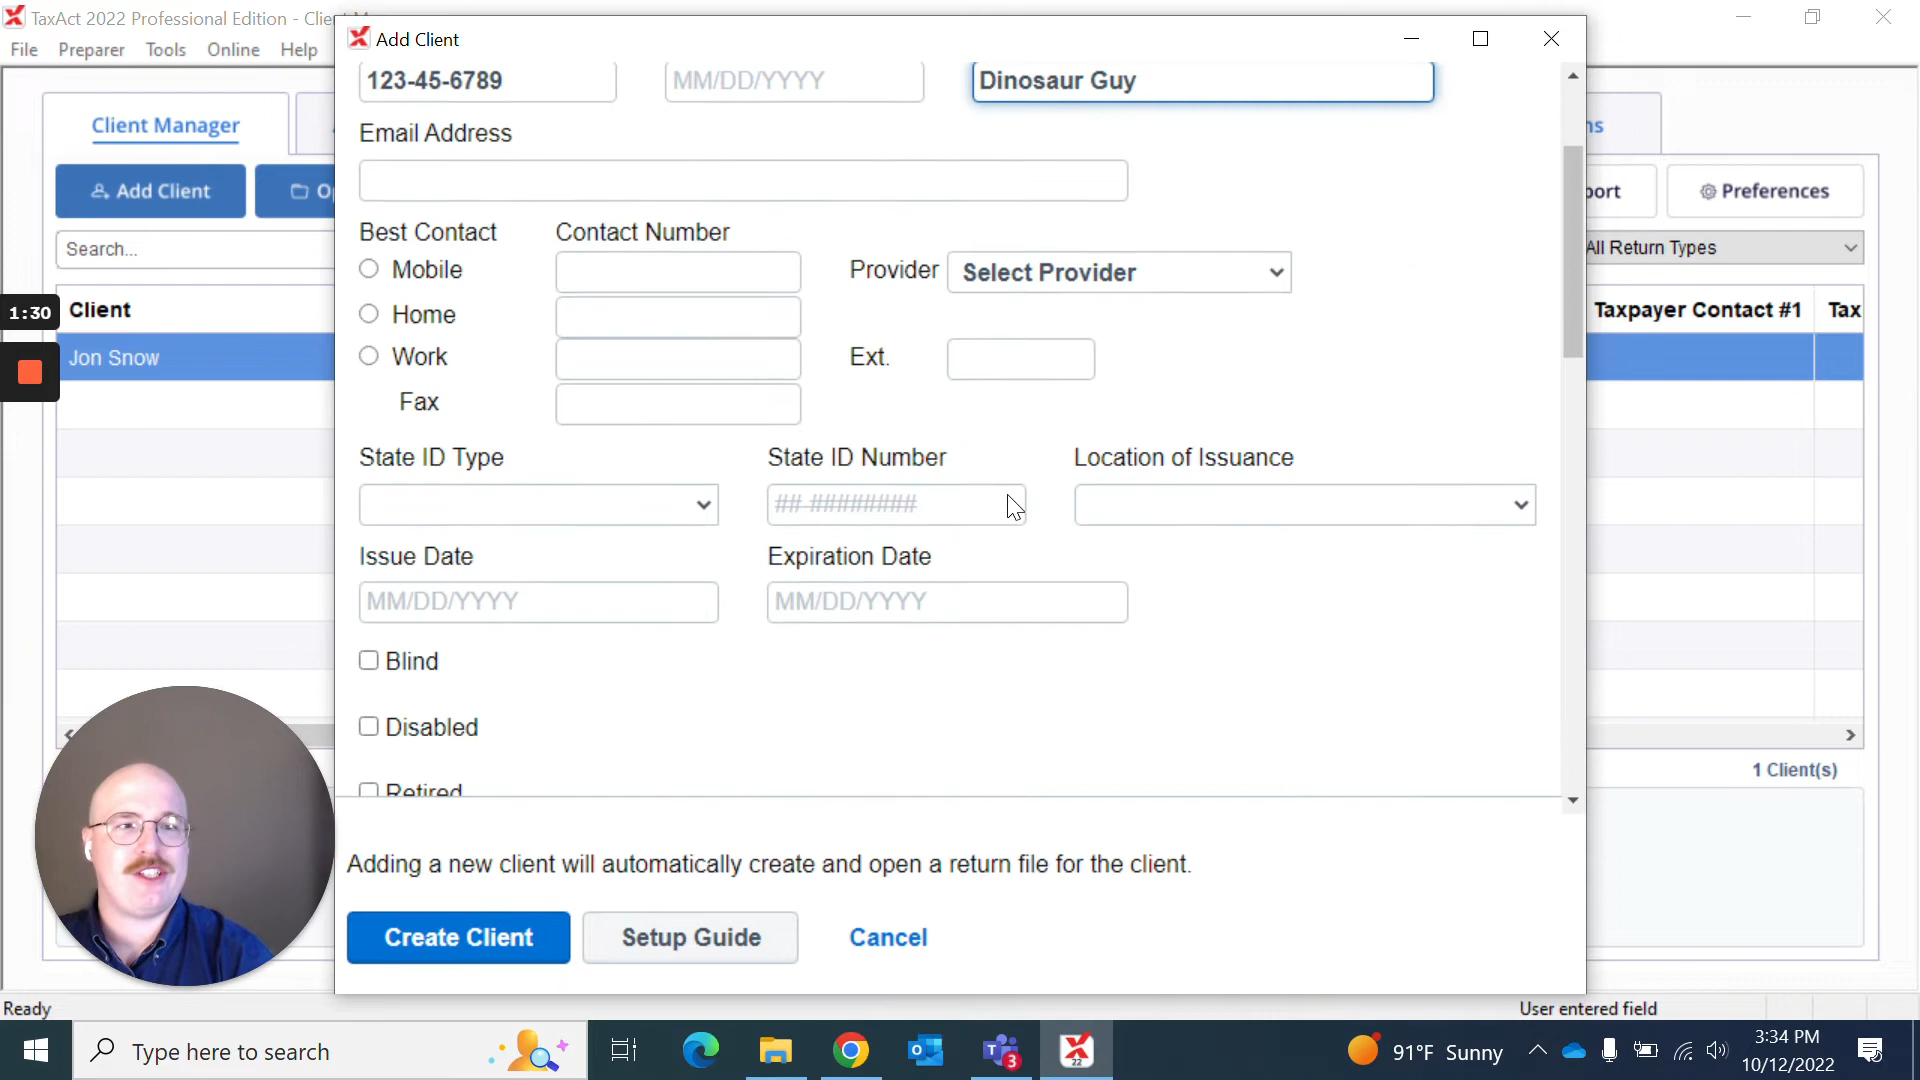 TaxAct 2022 Professional Edition - Clie
File Preparer Tools Online Help
Add Client
Client Manager
Add Client
Search...
Client
Jon Snow
1:30
123-45-6789
MM/DD/YYYY
Dinosaur Guy
Email Address
Best Contact
Contact Number
Mobile
Provider
Select Provider
Home
Work
Ext.
Fax
State ID Type
State ID Number
Location of Issuance
##-########
Issue Date
Expiration Date
MM/DD/YYYY
MM/DD/YYYY
Blind
Disabled
Retired
Adding a new client will automatically create and open a return file for the client.
Create Client
Setup Guide
Cancel
ns
port
Preferences
All Return Types
Taxpayer Contact #1
Tax
1 Client(s)
Ready
User entered field
Type here to search
3
22
91°F Sunny
3:34 PM
10/12/2022